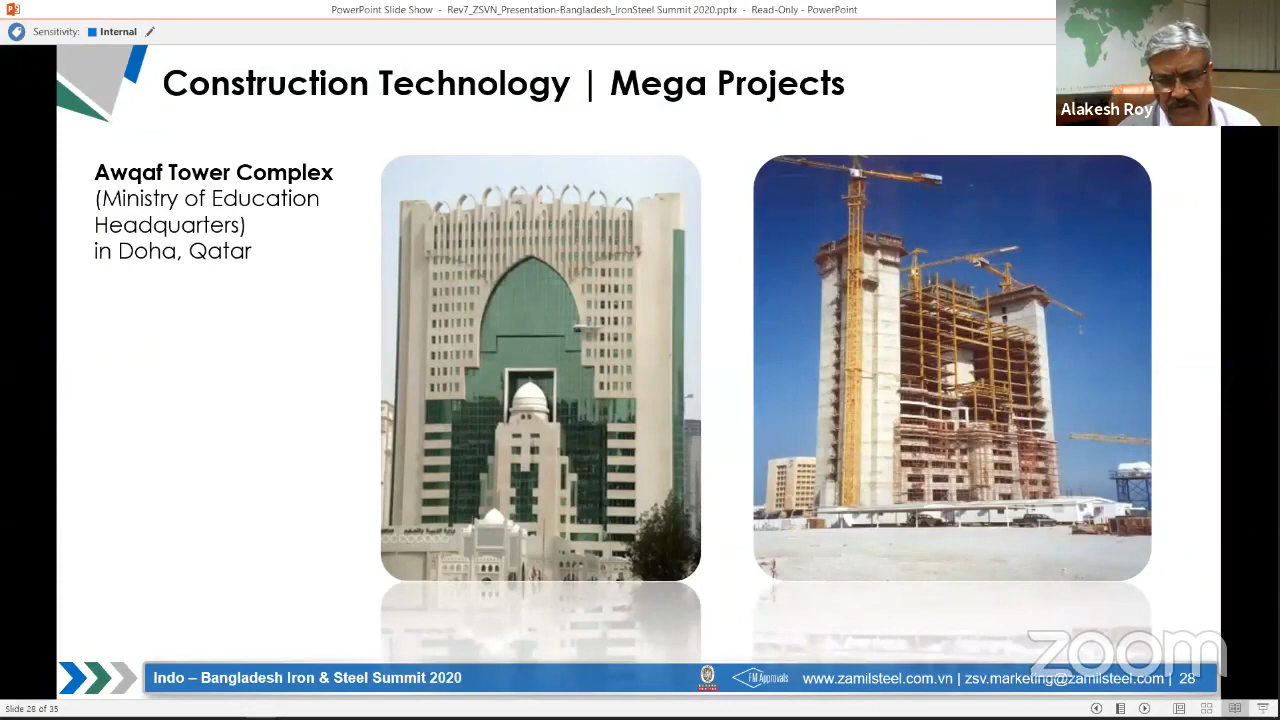 PowerPoint Slide Show - Rev7_ZSVN_Presentation-Bangladesh_IronSteel Summit 2020.pptx - Read-Only - PowerPoint
Sensitivity: Internal
Construction Technology | Mega Projects
Alakesh Roy
Awqaf Tower Complex
(Ministry of Education
Headquarters)
in Doha, Qatar
zoom
Indo – Bangladesh Iron & Steel Summit 2020
FM Approvals
www.zamilsteel.com.vn | zsv.marketing@zamilsteel.com | 28
Slide 28 of 35